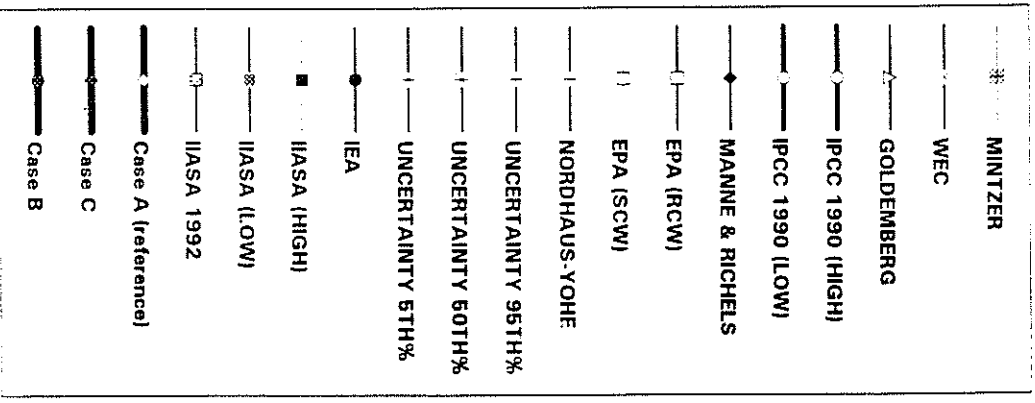 MINTZER
WEC
GOLDEMBERG
IPCC 1990 (HIGH)
IPCC 1990 (LOW)
MANNE & RICHELS
EPA (RCW)
EPA (SCW)
NORDHAUS-YOHE
UNCERTAINTY 95TH%
UNCERTAINTY 50TH%
UNCERTAINTY 5TH%
IEA
IIASA (HIGH)
IIASA (LOW)
IIASA 1992
Case A (reference)
Case C
Case B